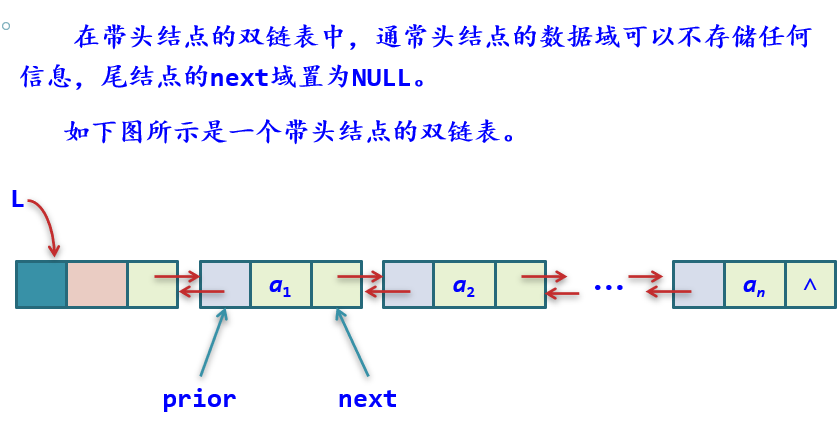 在带头结点的双链表中，通常头结点的数据域可以不存储任何
信息，尾结点的next域置为NULL。
如下图所示是一个带头结点的双链表。
L
a1 a2 … an ∧
prior next